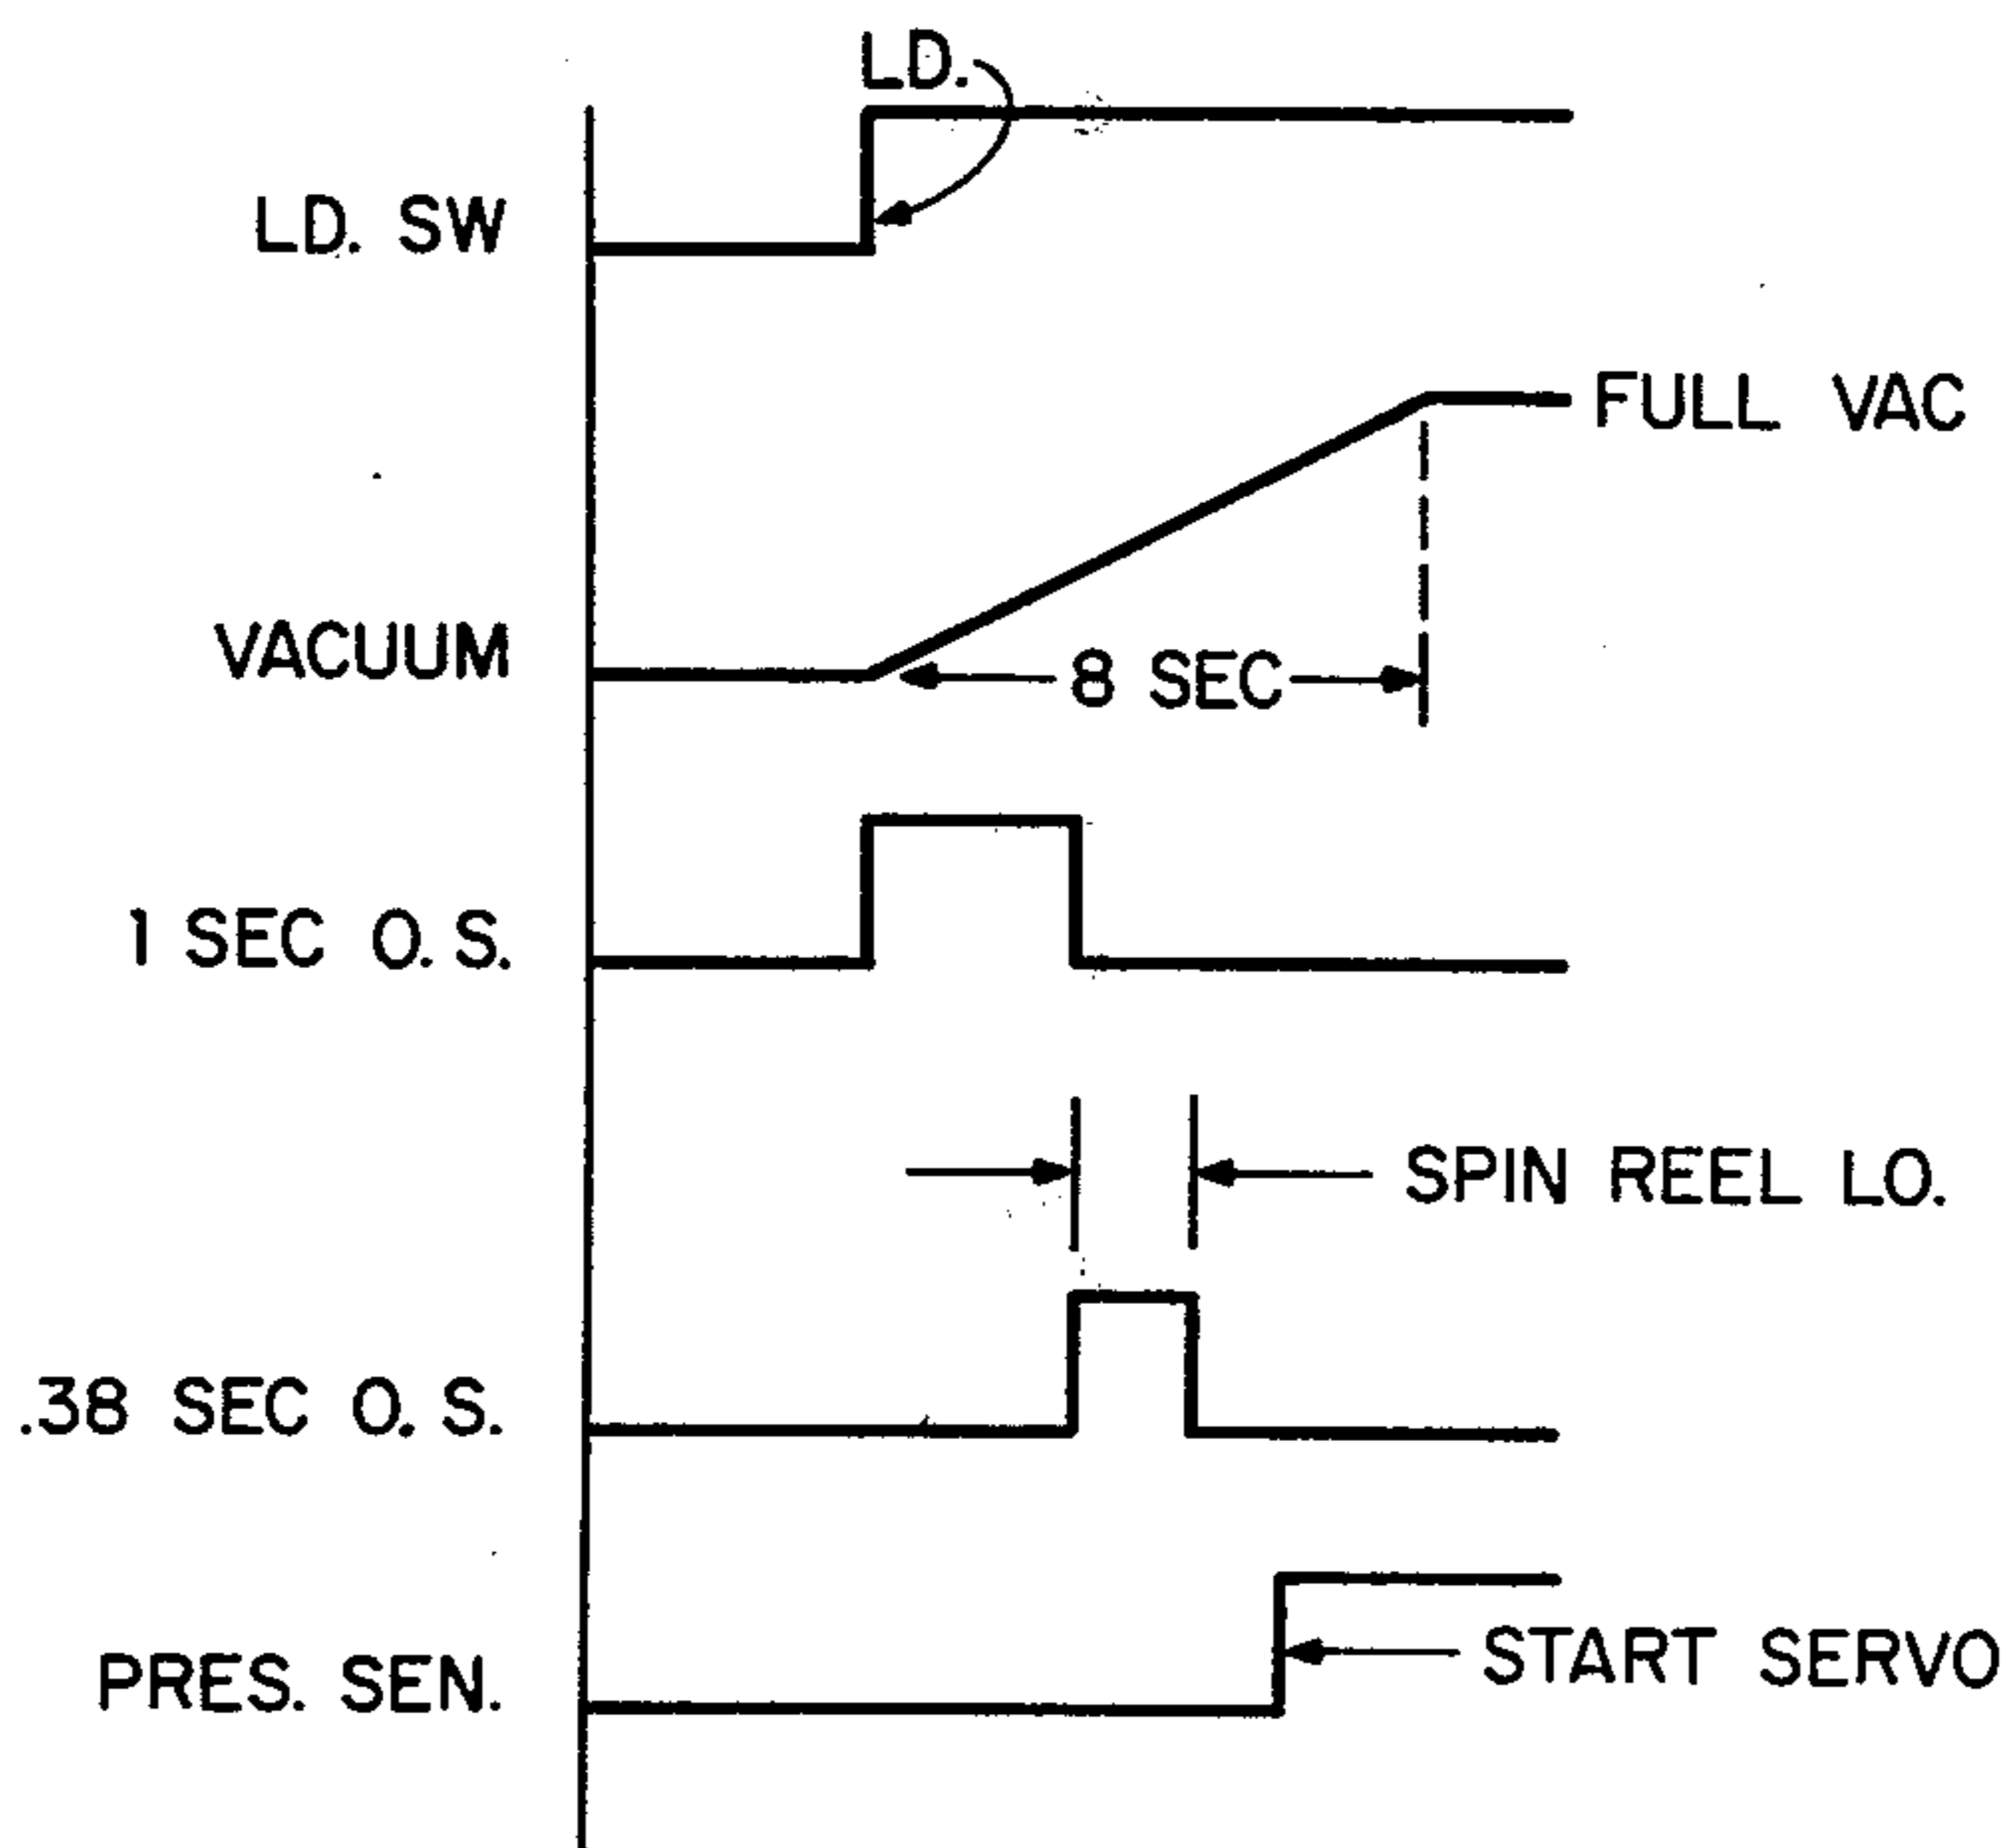 LD.
LD. SW
FULL VAC
VACUUM
8 SEC
1 SEC O.S.
SPIN REEL LO.
.38 SEC O.S.
START SERVO
PRES. SEN.